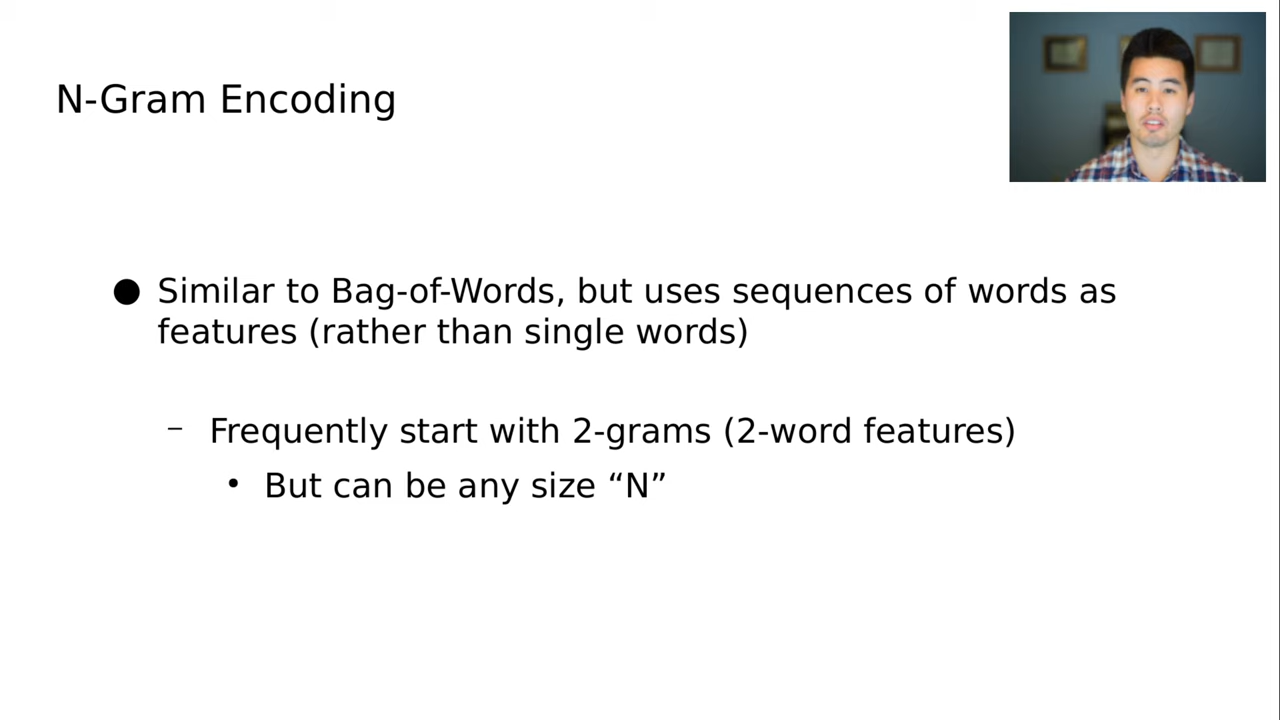 N-Gram Encoding
● Similar to Bag-of-Words, but uses sequences of words as
features (rather than single words)
– Frequently start with 2-grams (2-word features)
• But can be any size “N”